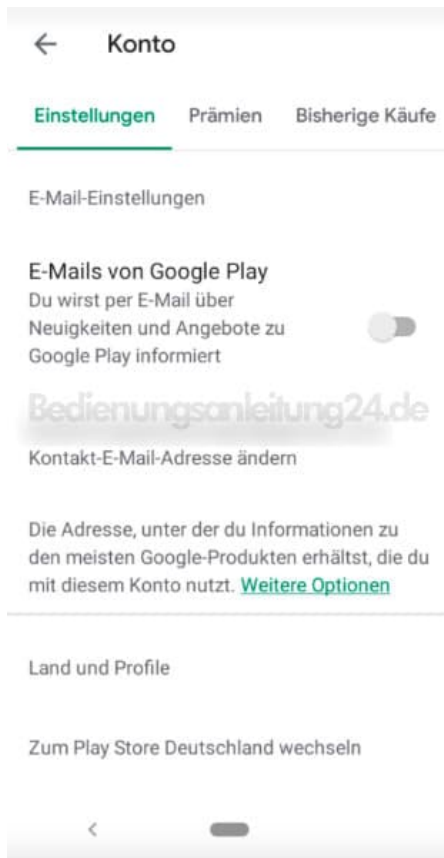 Konto
Einstellungen Prämien Bisherige Käufe
E-Mail-Einstellungen
E-Mails von Google Play
Du wirst per E-Mail über
Neuigkeiten und Angebote zu
Google Play informiert
Bedienungsanleitung24.de
Kontakt-E-Mail-Adresse ändern
Die Adresse, unter der du Informationen zu
den meisten Google-Produkten erhältst, die du
mit diesem Konto nutzt. Weitere Optionen
Land und Profile
Zum Play Store Deutschland wechseln